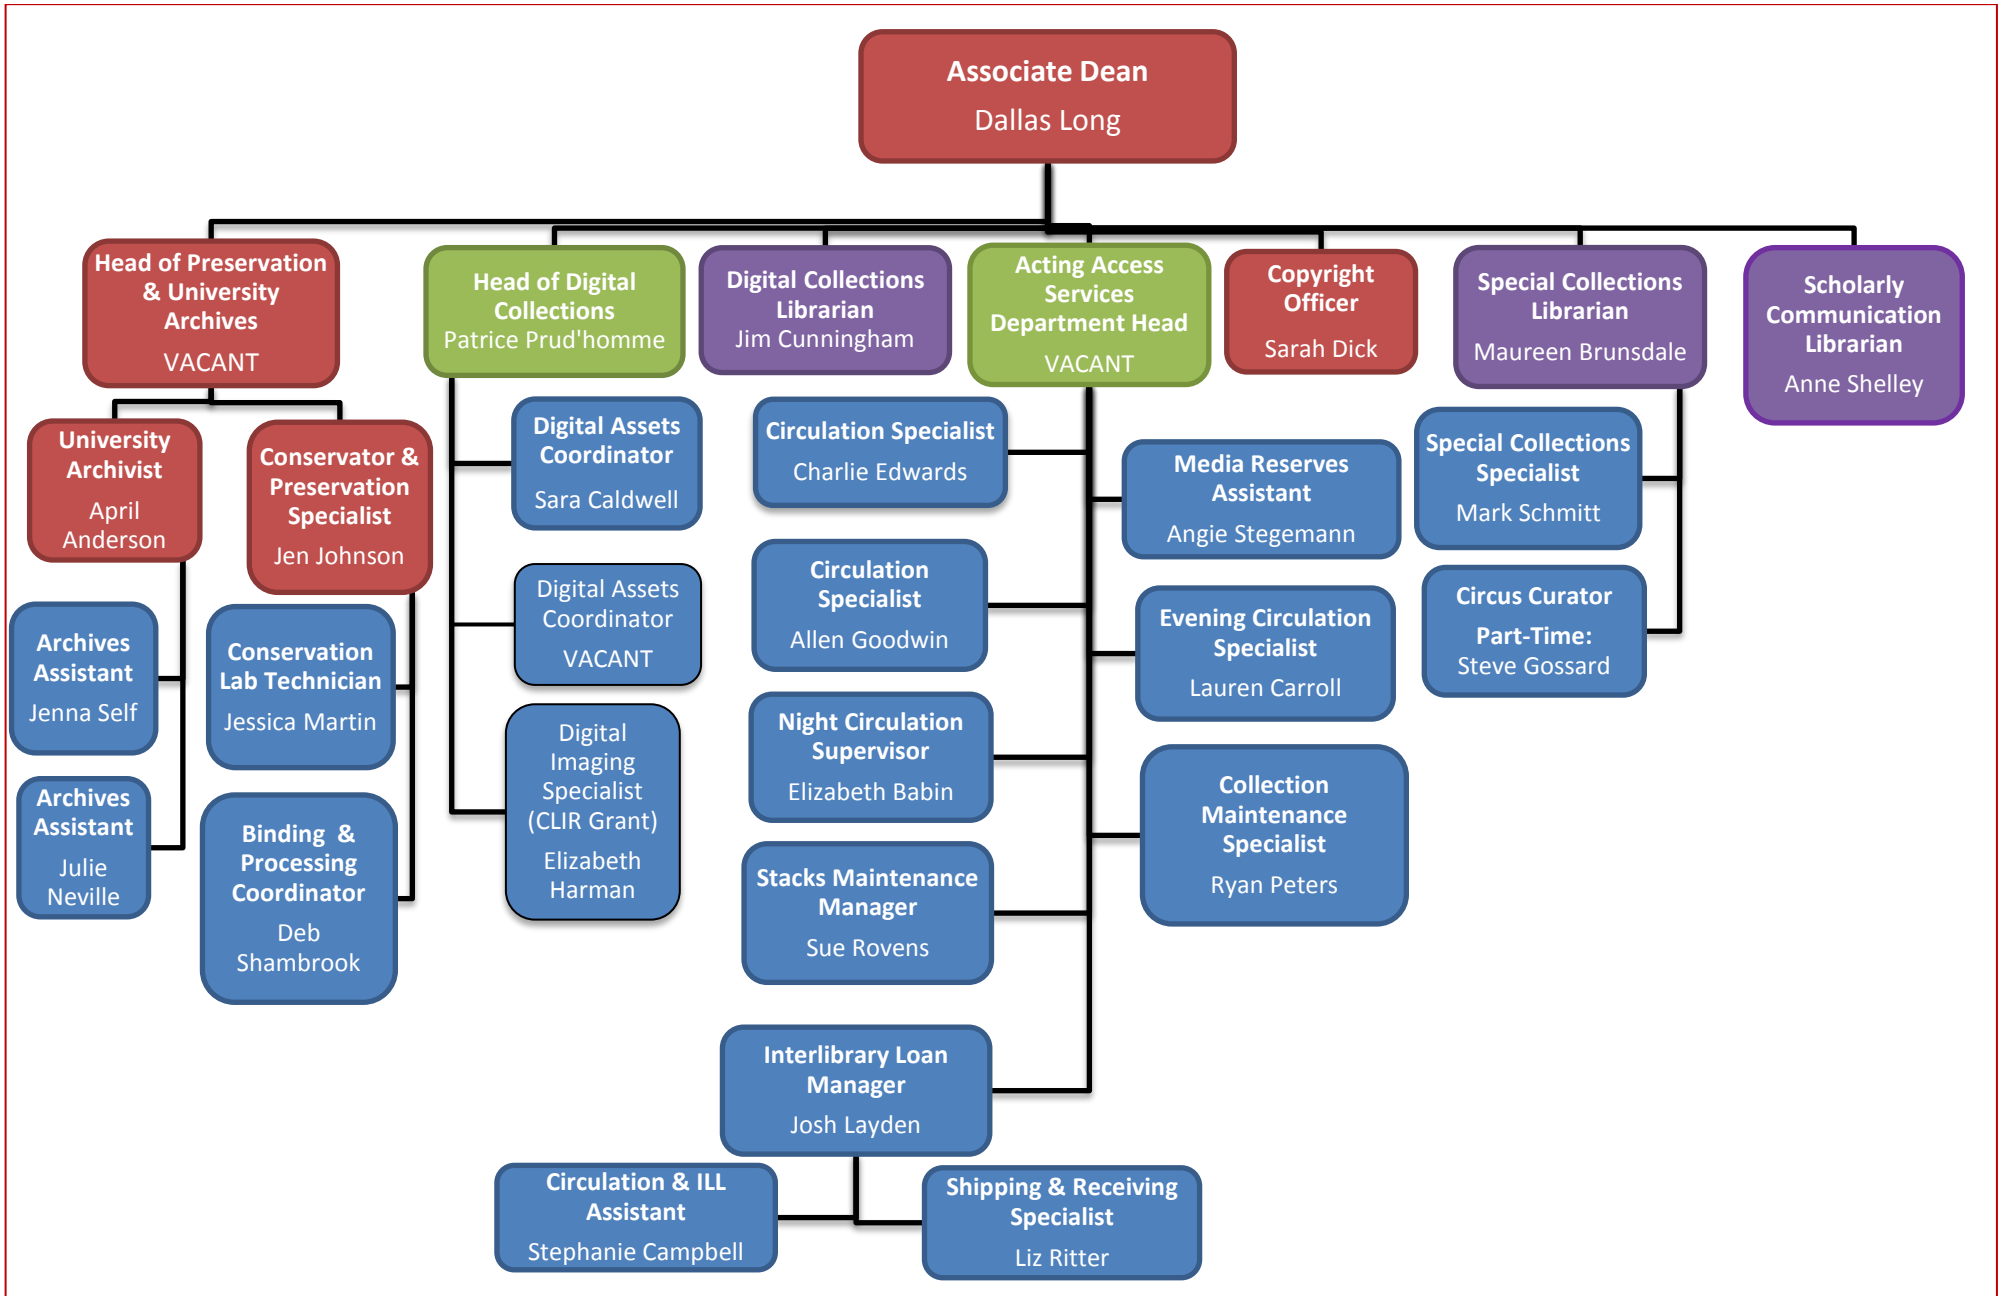 Associate Dean
Dallas Long
Head of Preservation
& University
Archives
VACANT
Head of Digital
Collections
Patrice Prud'homme
Digital Collections
Librarian
Jim Cunningham
Acting Access
Services
Department Head
VACANT
Copyright
Officer
Sarah Dick
Special Collections
Librarian
Maureen Brunsdale
Scholarly
Communication
Librarian
Anne Shelley
University
Archivist
April
Anderson
Conservator &
Preservation
Specialist
Jen Johnson
Archives
Assistant
Jenna Self
Archives
Assistant
Julie
Neville
Conservation
Lab Technician
Jessica Martin
Binding  &
Processing
Coordinator
Deb
Shambrook
Digital Assets
Coordinator
Sara Caldwell
Digital Assets
Coordinator
VACANT
Digital
Imaging
Specialist
(CLIR Grant)
Elizabeth
Harman
Circulation Specialist
Charlie Edwards
Circulation
Specialist
Allen Goodwin
Night Circulation
Supervisor
Elizabeth Babin
Stacks Maintenance
Manager
Sue Rovens
Interlibrary Loan
Manager
Josh Layden
Circulation & ILL
Assistant
Stephanie Campbell
Shipping & Receiving
Specialist
Liz Ritter
Media Reserves
Assistant
Angie Stegemann
Evening Circulation
Specialist
Lauren Carroll
Collection
Maintenance
Specialist
Ryan Peters
Special Collections
Specialist
Mark Schmitt
Circus Curator
Part-Time:
Steve Gossard